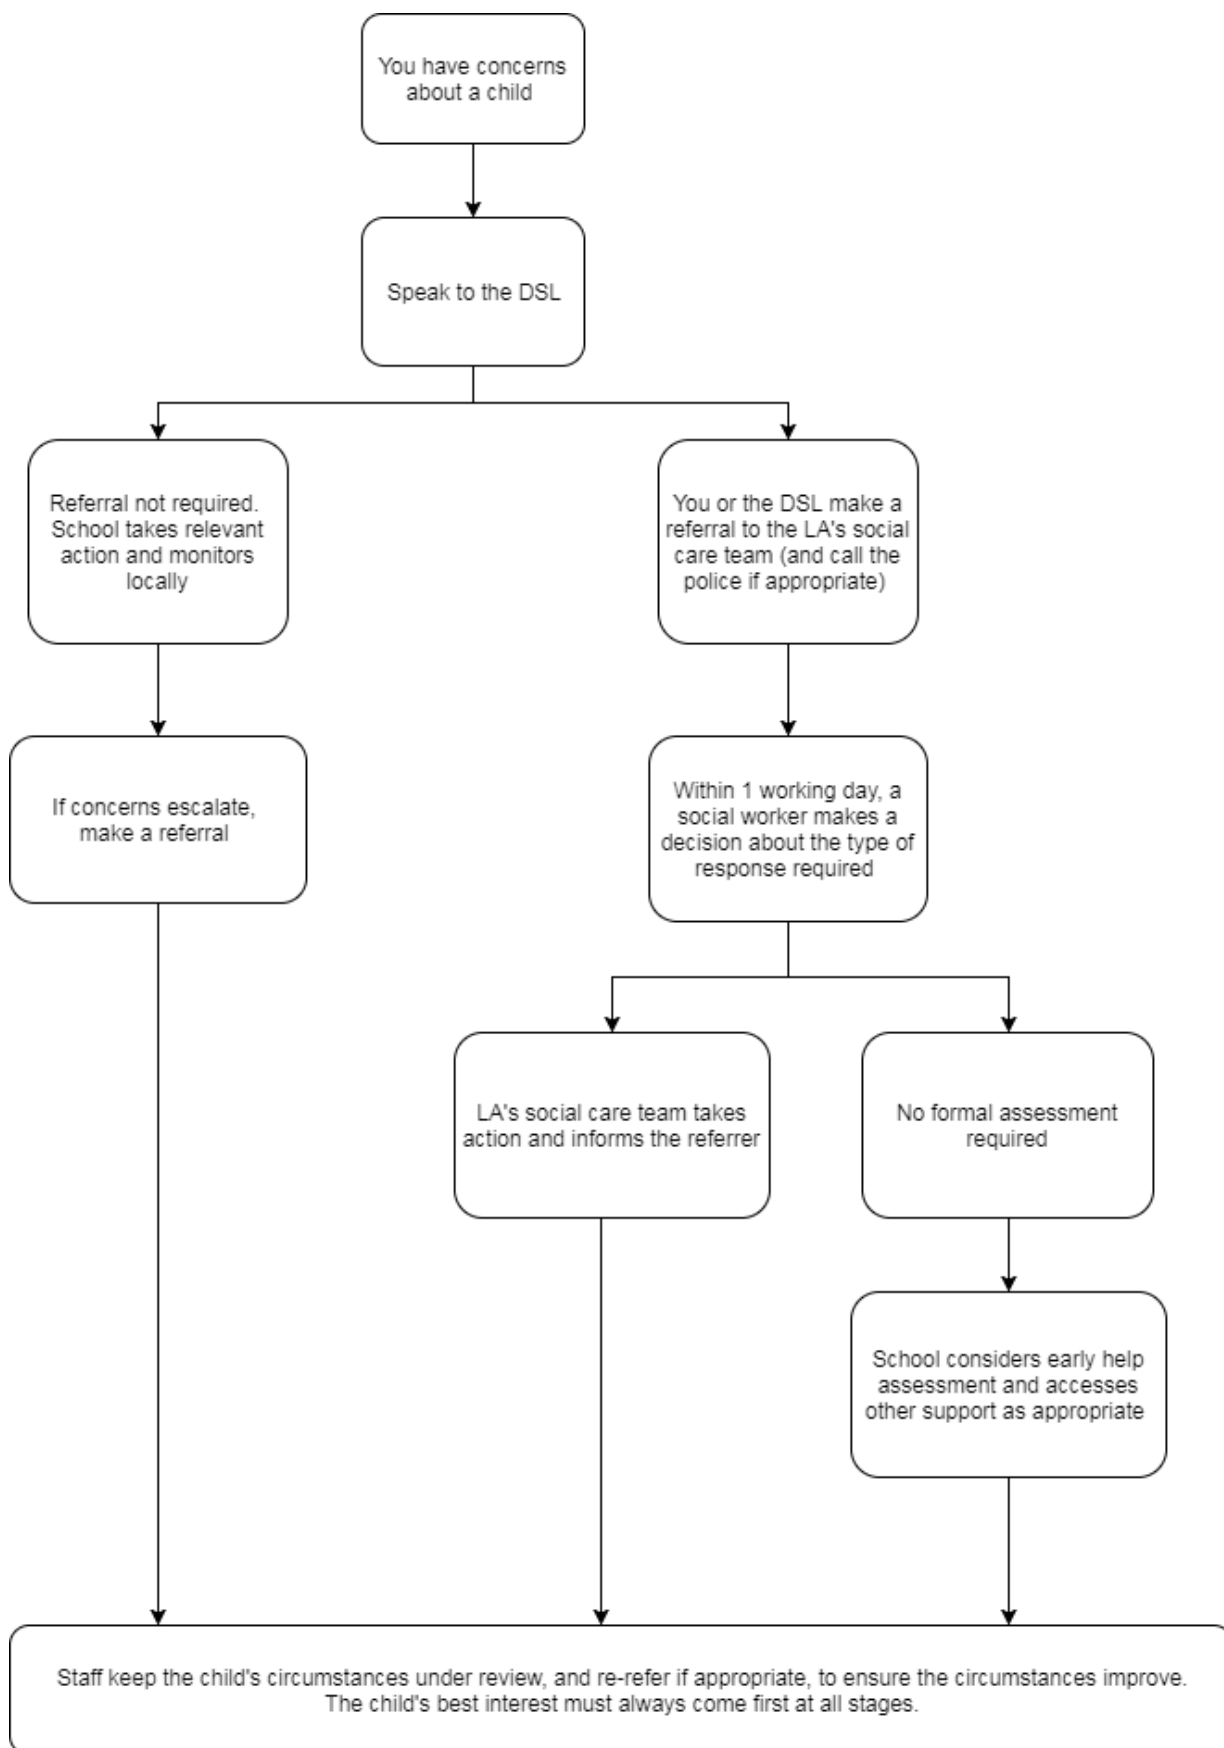 You have concerns
about a child
Speak to the DSL
Referral not required.
School takes relevant
action and monitors
locally
You or the DSL make a
referral to the LA's social
care team (and call the
police if appropriate)
If concerns escalate,
make a referral
Within 1 working day, a
social worker makes a
decision about the type of
response required
LA's social care team takes
action and informs the referrer
No formal assessment
required
School considers early help
assessment and accesses
other support as appropriate
Staff keep the child's circumstances under review, and re-refer if appropriate, to ensure the circumstances improve.
The child's best interest must always come first at all stages.